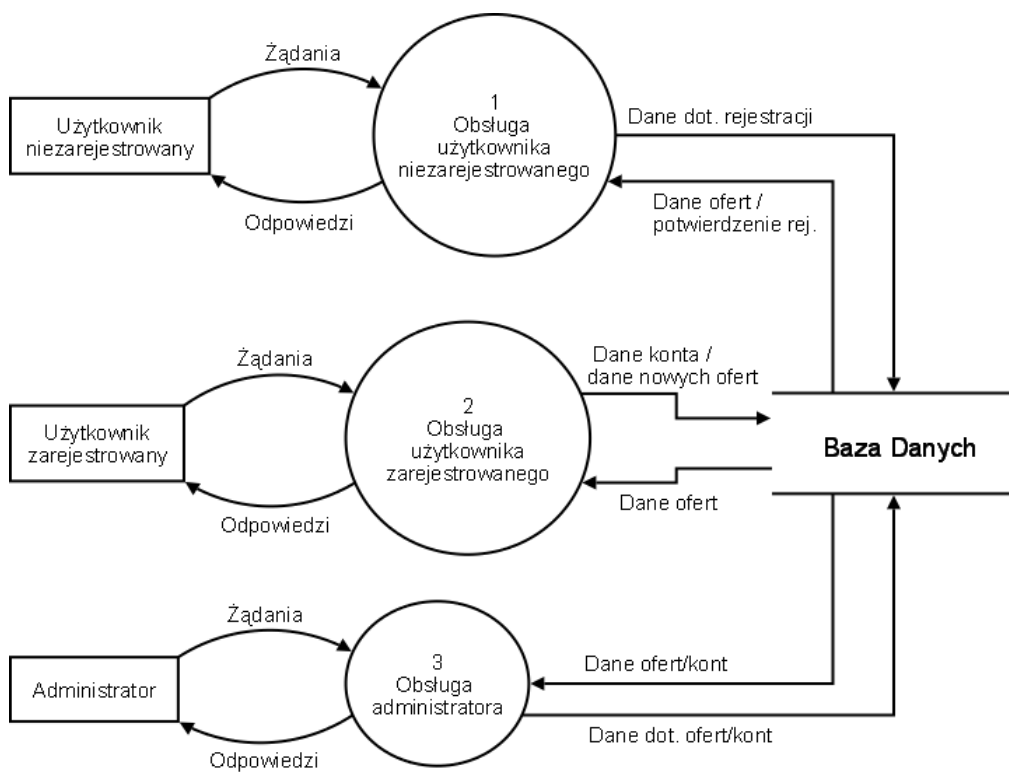 Żądania
Użytkownik
niezarejestrowany
Odpowiedzi
1
Obsługa
użytkownika
niezarejestrowanego
Dane dot. rejestracji
Dane ofert /
potwierdzenie rej.
Żądania
Użytkownik
zarejestrowany
Odpowiedzi
2
Obsługa
użytkownika
zarejestrowanego
Dane konta /
dane nowych ofert
Dane ofert
Baza Danych
Żądania
Administrator
Odpowiedzi
3
Obsługa
administratora
Dane ofert/kont
Dane dot. ofert/kont